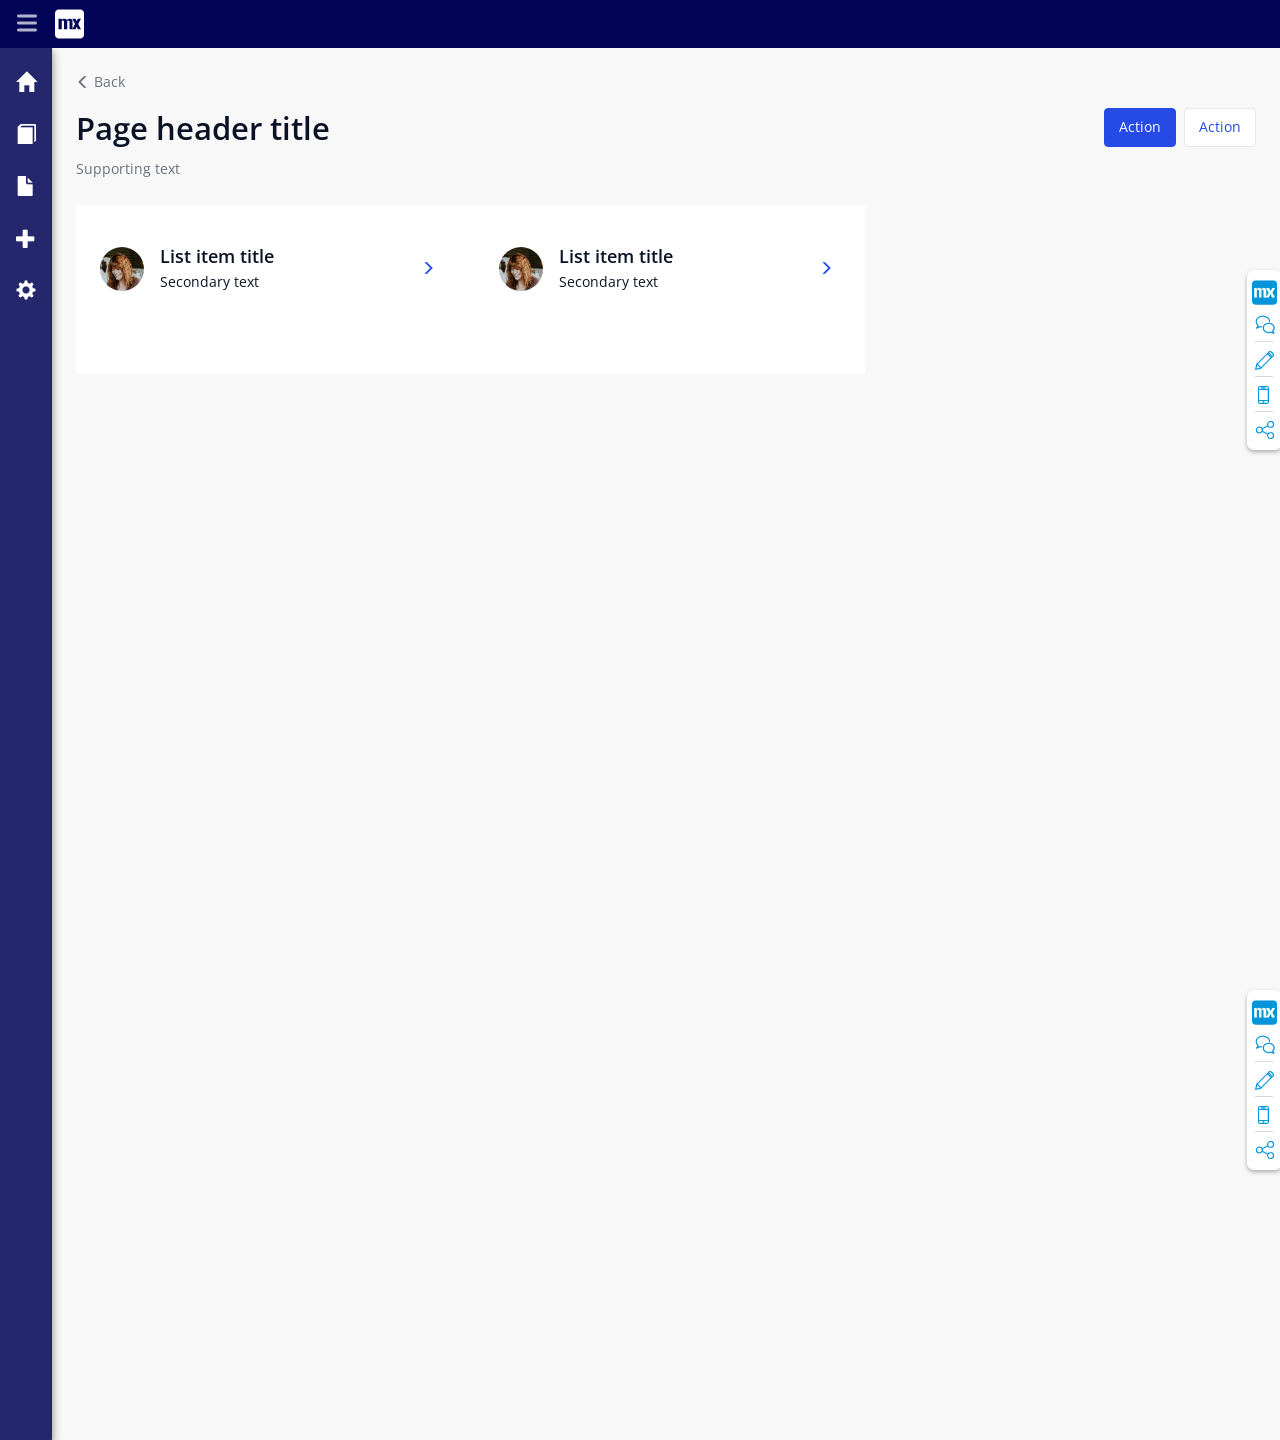 mx
Back
Page header title
Action
Action
Supporting text
List item title
Secondary text
List item title
Secondary text
mx
mx